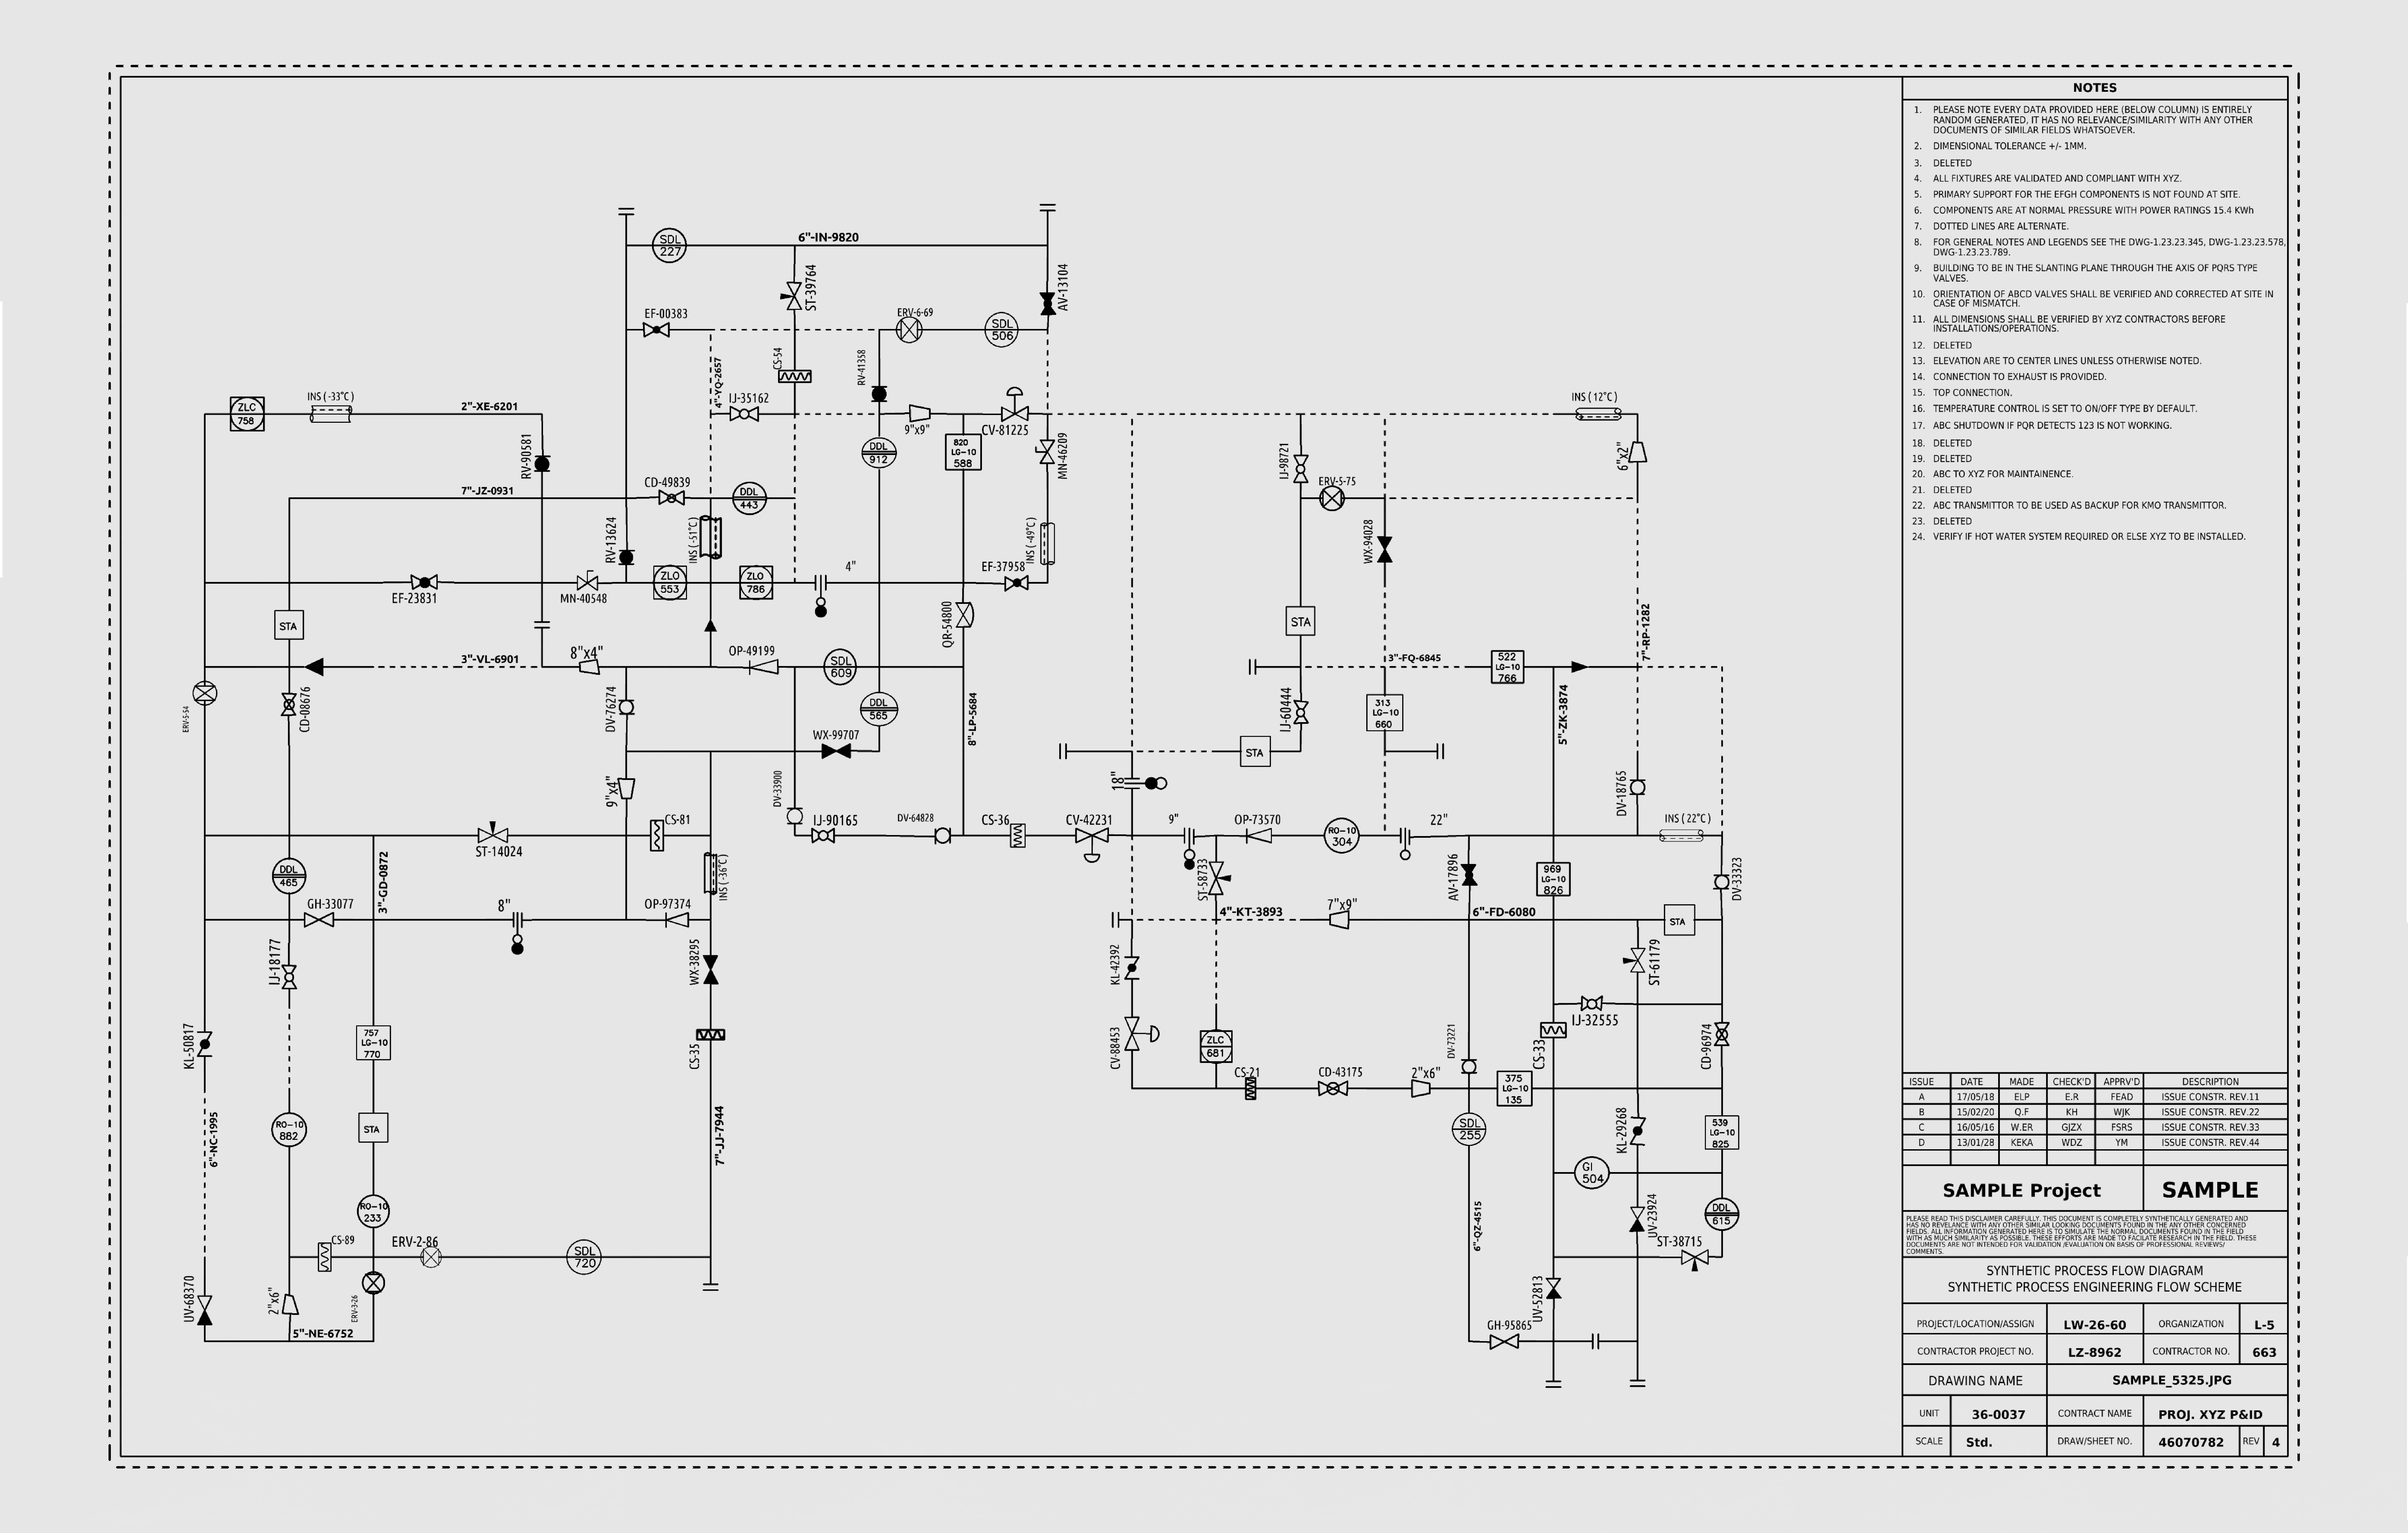 SDL
227
6"-IN-9820
ST-39764
AV-13104
EF-00383
ERV-6-69
SDL
506
4"-YQ-2657
CS-54
RV-41358
ZLC
758
INS (-33°C)
2"-XE-6201
IJ-35162
9"x9"
CV-81225
INS (12°C)
RV-90581
DDL
912
820
LG-10
588
MN-46209
IJ-98721
6"x2"
7"-JZ-0931
CD-49839
DDL
443
ERV-5-75
RV-13624
INS (-51°C)
INS (-49°C)
WX-94028
EF-23831
MN-40548
ZLO
553
ZLO
786
4"
EF-37958
STA
QR-54800
STA
7"-RP-1282
3"-VL-6901
8"x4"
OP-49199
SDL
609
3"-FQ-6845
522
LG-10
766
ERV-5-54
CD-08676
DV-76274
DDL
565
8"-LP-5684
IJ-60444
313
LG-10
660
5"-ZK-3874
WX-99707
STA
9"x4"
DV-33900
18"
DV-18765
ST-14024
CS-81
IJ-90165
DV-64828
CS-36
CV-42231
9"
OP-73570
RO-10
304
22"
INS (22°C)
DDL
465
3"-GD-0872
INS (-36°C)
ST-58733
AV-17896
969
LG-10
826
DV-33323
GH-33077
8"
OP-97374
4"-KT-3893
7"x9"
6"-FD-6080
STA
IJ-18177
WX-38295
KL-42392
ST-61179
KL-50817
757
LG-10
770
CS-35
CV-88453
ZLC
681
DV-73221
CS-33
IJ-32555
CD-96974
CS-21
CD-43175
2"x6"
375
LG-10
135
6"-NC-1995
RO-10
882
STA
7"-JJ-7944
SDL
255
KL-29268
539
LG-10
825
GI
504
RO-10
233
6"-QZ-4515
UV-23924
DDL
615
CS-89
ERV-2-86
SDL
720
ST-38715
UV-68370
2"x6"
ERV-3-26
UV-52813
5"-NE-6752
GH-95865
NOTES
1. PLEASE NOTE EVERY DATA PROVIDED HERE (BELOW COLUMN) IS ENTIRELY
RANDOM GENERATED, IT HAS NO RELEVANCE/SIMILARITY WITH ANY OTHER
DOCUMENTS OF SIMILAR FIELDS WHATSOEVER.
2. DIMENSIONAL TOLERANCE +/- 1MM.
3. DELETED
4. ALL FIXTURES ARE VALIDATED AND COMPLIANT WITH XYZ.
5. PRIMARY SUPPORT FOR THE EFGH COMPONENTS IS NOT FOUND AT SITE.
6. COMPONENTS ARE AT NORMAL PRESSURE WITH POWER RATINGS 15.4 KWh
7. DOTTED LINES ARE ALTERNATE.
8. FOR GENERAL NOTES AND LEGENDS SEE THE DWG-1.23.23.345, DWG-1.23.23.578,
DWG-1.23.23.789.
9. BUILDING TO BE IN THE SLANTING PLANE THROUGH THE AXIS OF PQRS TYPE
VALVES.
10. ORIENTATION OF ABCD VALVES SHALL BE VERIFIED AND CORRECTED AT SITE IN
CASE OF MISMATCH.
11. ALL DIMENSIONS SHALL BE VERIFIED BY XYZ CONTRACTORS BEFORE
INSTALLATIONS/OPERATIONS.
12. DELETED
13. ELEVATION ARE TO CENTER LINES UNLESS OTHERWISE NOTED.
14. CONNECTION TO EXHAUST IS PROVIDED.
15. TOP CONNECTION.
16. TEMPERATURE CONTROL IS SET TO ON/OFF TYPE BY DEFAULT.
17. ABC SHUTDOWN IF PQR DETECTS 123 IS NOT WORKING.
18. DELETED
19. DELETED
20. ABC TO XYZ FOR MAINTAINENCE.
21. DELETED
22. ABC TRANSMITTOR TO BE USED AS BACKUP FOR KMO TRANSMITTOR.
23. DELETED
24. VERIFY IF HOT WATER SYSTEM REQUIRED OR ELSE XYZ TO BE INSTALLED.
ISSUE DATE MADE CHECK'D APPRV'D DESCRIPTION
A 17/05/18 ELP E.R FEAD ISSUE CONSTR. REV.11
B 15/02/20 Q.F KH WJK ISSUE CONSTR. REV.22
C 16/05/16 W.ER GJZX FSRS ISSUE CONSTR. REV.33
D 13/01/28 KEKA WDZ YM ISSUE CONSTR. REV.44
SAMPLE Project SAMPLE
PLEASE READ THIS DISCLAIMER CAREFULLY. THIS DOCUMENT IS COMPLETELY SYNTHETICALLY GENERATED AND
HAS NO REVELANCE WITH ANY OTHER SIMILAR LOOKING DOCUMENTS FOUND IN THE ANY OTHER CONCERNED
FIELDS. ALL INFORMATION GENERATED HERE IS TO SIMULATE THE NORMAL DOCUMENTS FOUND IN THE FIELD
WITH AS MUCH SIMILARITY AS POSSIBLE. THESE EFFORTS ARE MADE TO FACILATE RESEARCH IN THE FIELD. THESE
DOCUMENTS ARE NOT INTENDED FOR VALIDATION /EVALUATION ON BASIS OF PROFESSIONAL REVIEWS/
COMMENTS.
SYNTHETIC PROCESS FLOW DIAGRAM
SYNTHETIC PROCESS ENGINEERING FLOW SCHEME
PROJECT/LOCATION/ASSIGN LW-26-60 ORGANIZATION L-5
CONTRACTOR PROJECT NO. LZ-8962 CONTRACTOR NO. 663
DRAWING NAME SAMPLE_5325.JPG
UNIT 36-0037 CONTRACT NAME PROJ. XYZ P&ID
SCALE Std. DRAW/SHEET NO. 46070782 REV 4